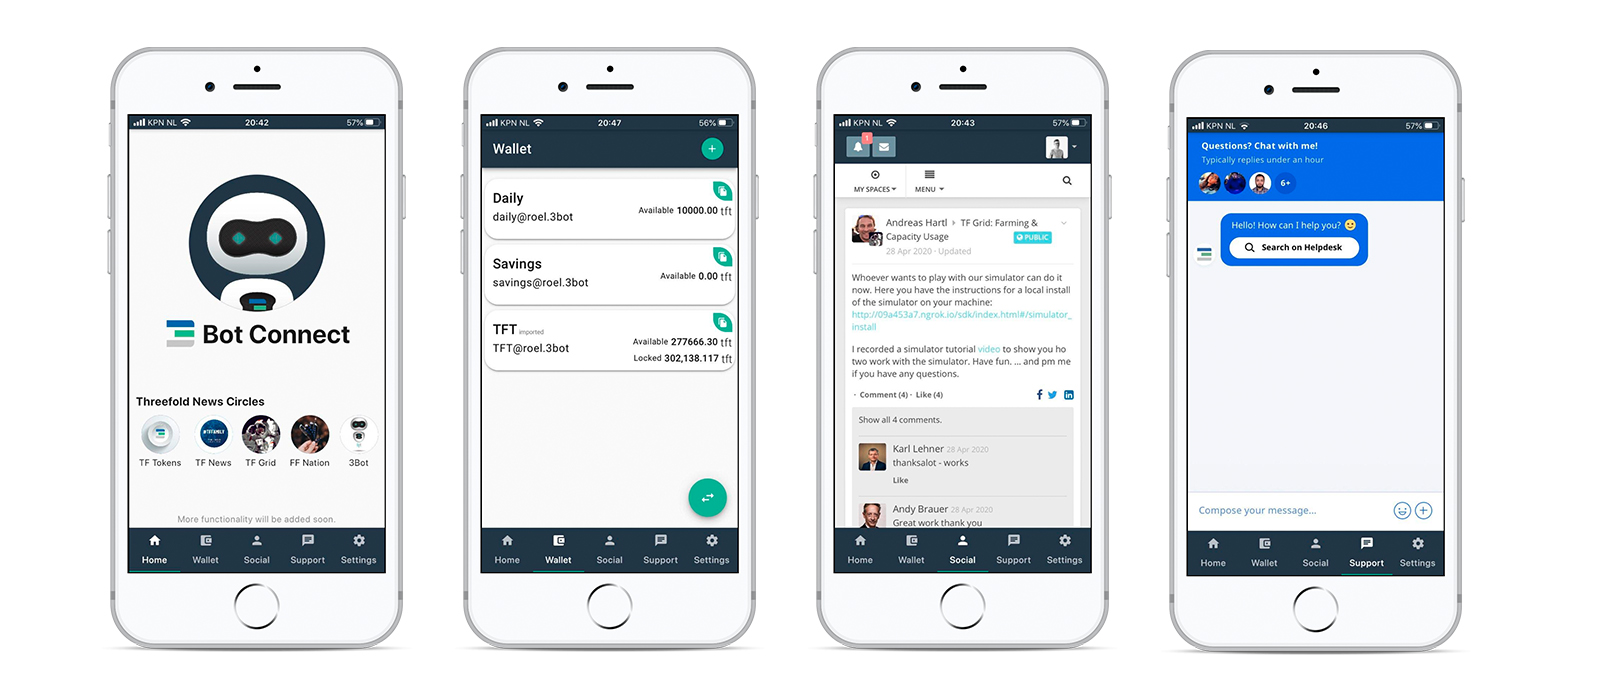 KPN NL 20:42 57%
Bot Connect
Threefold News Circles
#TFFAMILY
TF Tokens TF News TF Grid FF Nation 3Bot
More functionality will be added soon.
Home Wallet Social Support Settings
KPN NL 20:47 56%
Wallet
Daily
daily@roel.3bot
Available 10000.00 tft
Savings
savings@roel.3bot
Available 0.00 tft
TFT imported
TFT@roel.3bot
Available 277666.30 tft
Locked 302,138.117 tft
Home Wallet Social Support Settings
KPN NL 20:43 57%
1
MY SPACES MENU
Andreas Hartl TF Grid: Farming &
Capacity Usage PUBLIC
28 Apr 2020 · Updated
Whoever wants to play with our simulator can do it
now. Here you have the instructions for a local install
of the simulator on your machine:
http://09a453a7.ngrok.io/sdk/index.html#/simulator_
install
I recorded a simulator tutorial video to show you ho
two work with the simulator. Have fun. ... and pm me
if you have any questions.
· Comment (4) · Like (4)
Show all 4 comments.
Karl Lehner 28 Apr 2020
thanksalot - works
Like
Andy Brauer 28 Apr 2020
Great work thank you
Home Wallet Social Support Settings
KPN NL 20:46 57%
Questions? Chat with me!
Typically replies under an hour
6+
Hello! How can I help you?
Search on Helpdesk
Compose your message...
Home Wallet Social Support Settings